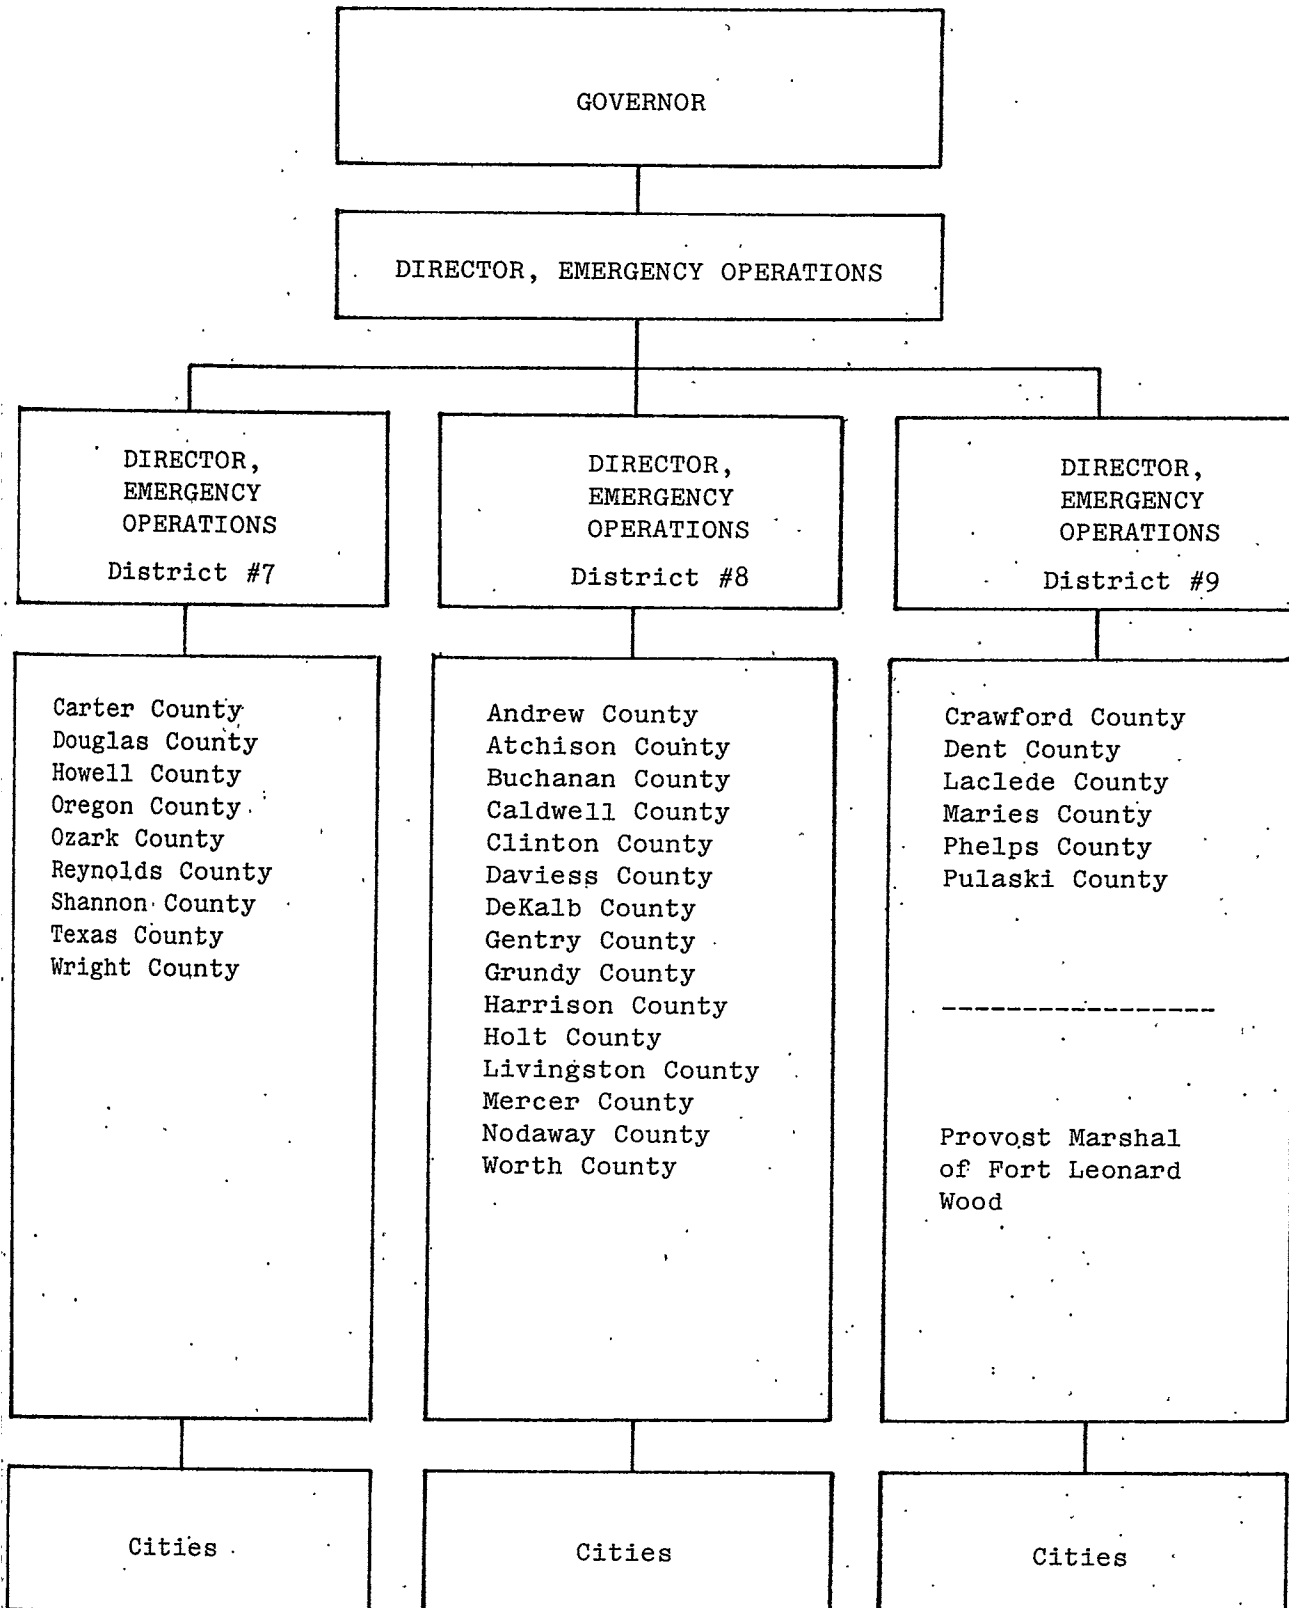 GOVERNOR
DIRECTOR, EMERGENCY OPERATIONS
DIRECTOR,
EMERGENCY
OPERATIONS
District #7
DIRECTOR,
EMERGENCY
OPERATIONS
District #8
DIRECTOR,
EMERGENCY
OPERATIONS
District #9
Carter County
Douglas County
Howell County
Oregon County
Ozark County
Reynolds County
Shannon County
Texas County
Wright County
Andrew County
Atchison County
Buchanan County
Caldwell County
Clinton County
Daviess County
DeKalb County
Gentry County
Grundy County
Harrison County
Holt County
Livingston County
Mercer County
Nodaway County
Worth County
Crawford County
Dent County
Laclede County
Maries County
Phelps County
Pulaski County
-----------------
Provost Marshal
of Fort Leonard
Wood
Cities
Cities
Cities